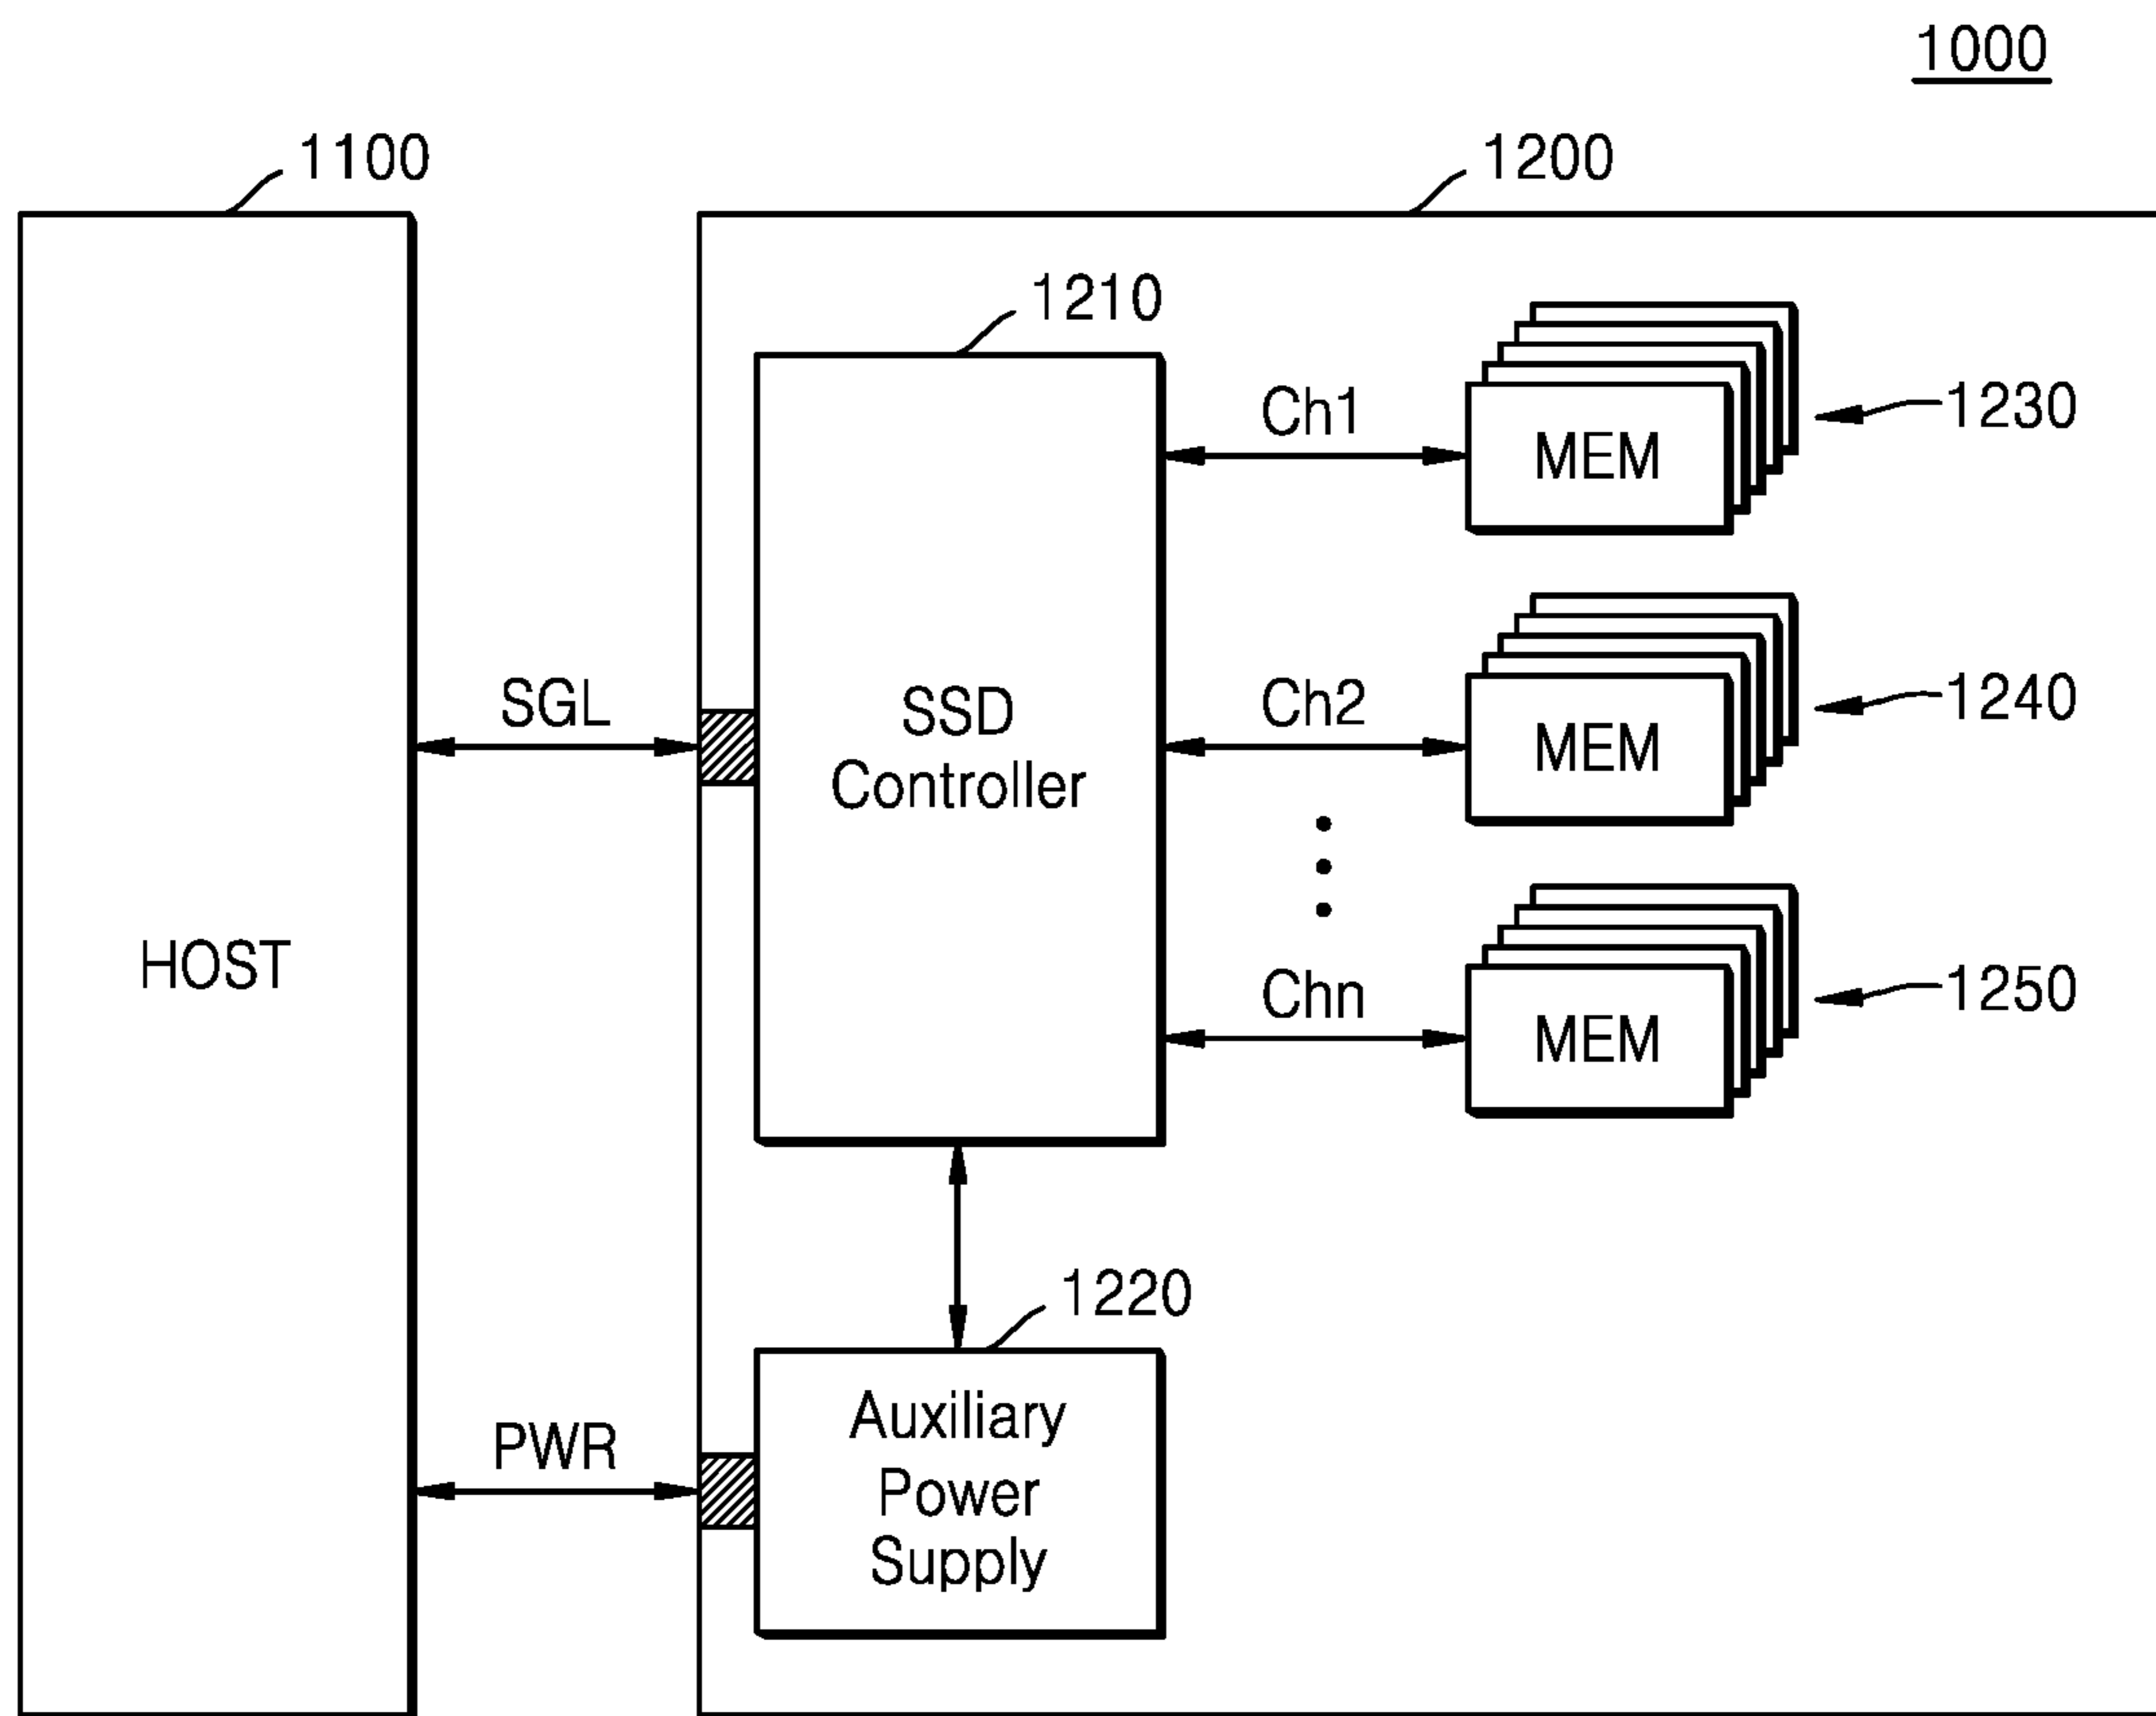 1000
1100
1200
1210
Ch1
MEM
1230
SGL
SSD
Controller
Ch2
MEM
1240
HOST
Chn
MEM
1250
1220
PWR
Auxiliary
Power
Supply